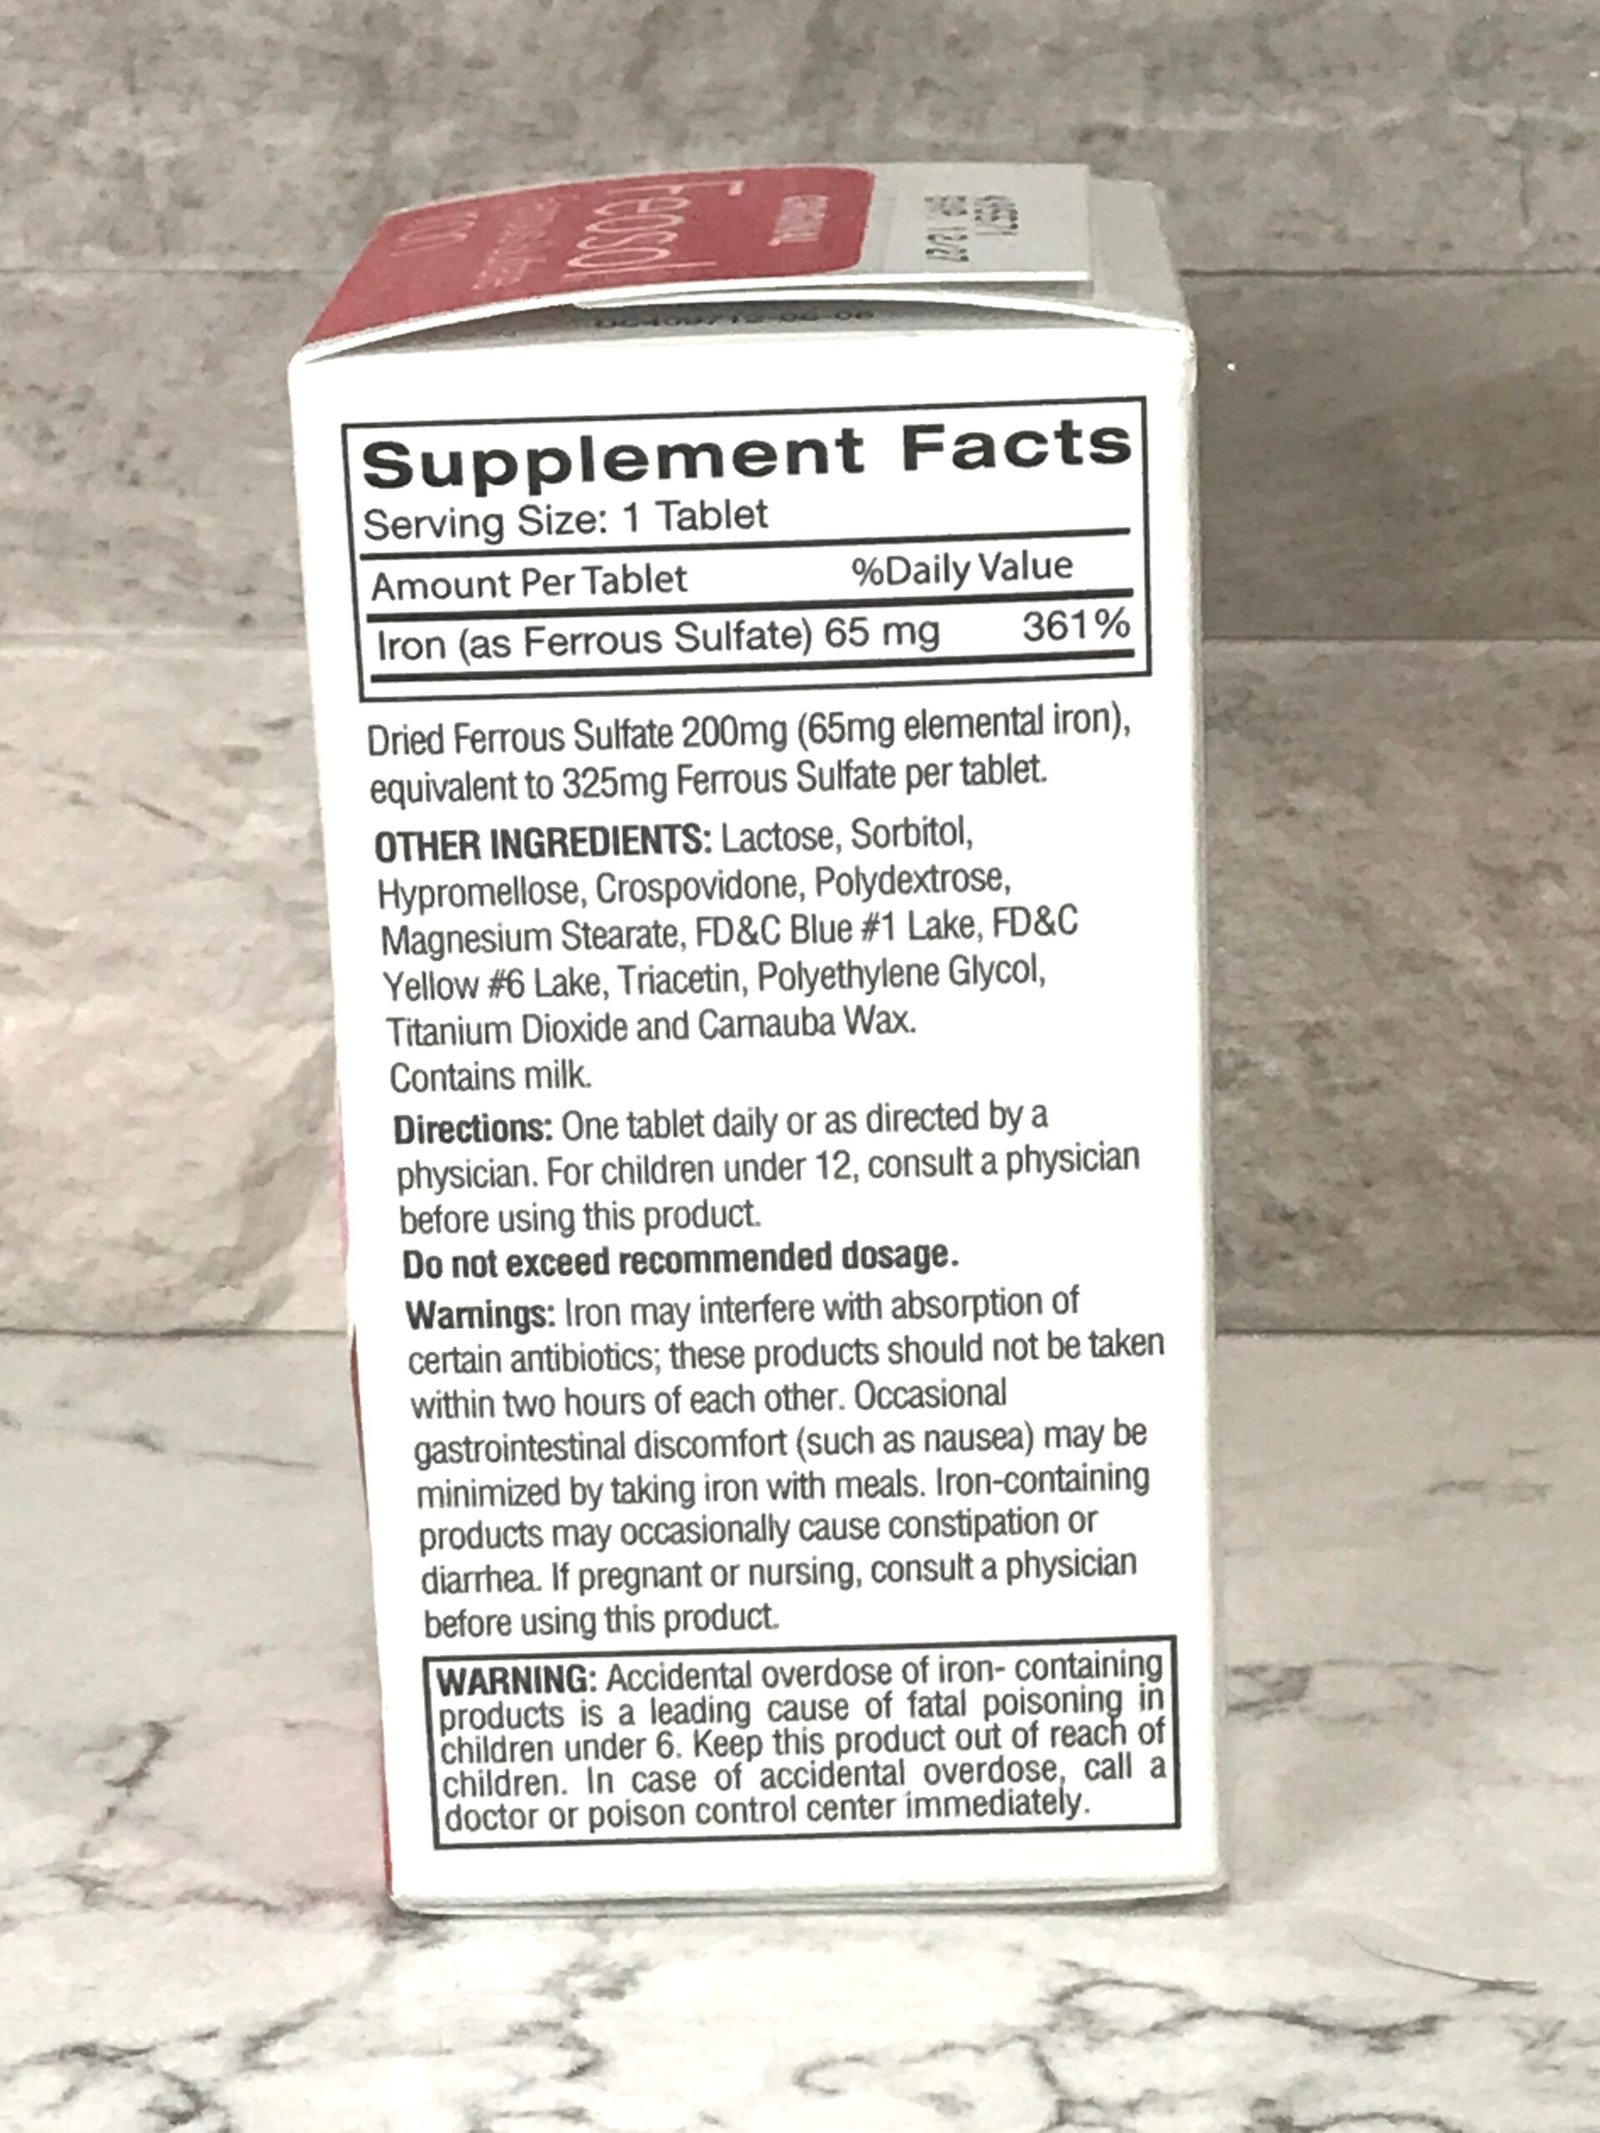 Feosol
Supplement Facts
Serving Size: 1 Tablet
Amount Per Tablet %Daily Value
Iron (as Ferrous Sulfate) 65 mg 361%
Dried Ferrous Sulfate 200mg (65mg elemental iron),
equivalent to 325mg Ferrous Sulfate per tablet.
OTHER INGREDIENTS: Lactose, Sorbitol,
Hypromellose, Crospovidone, Polydextrose,
Magnesium Stearate, FD&C Blue #1 Lake, FD&C
Yellow #6 Lake, Triacetin, Polyethylene Glycol,
Titanium Dioxide and Carnauba Wax.
Contains milk.
Directions: One tablet daily or as directed by a
physician. For children under 12, consult a physician
before using this product.
Do not exceed recommended dosage.
Warnings: Iron may interfere with absorption of
certain antibiotics; these products should not be taken
within two hours of each other. Occasional
gastrointestinal discomfort (such as nausea) may be
minimized by taking iron with meals. Iron-containing
products may occasionally cause constipation or
diarrhea. If pregnant or nursing, consult a physician
before using this product.
WARNING: Accidental overdose of iron- containing
products is a leading cause of fatal poisoning in
children under 6. Keep this product out of reach of
children. In case of accidental overdose, call a
doctor or poison control center immediately.